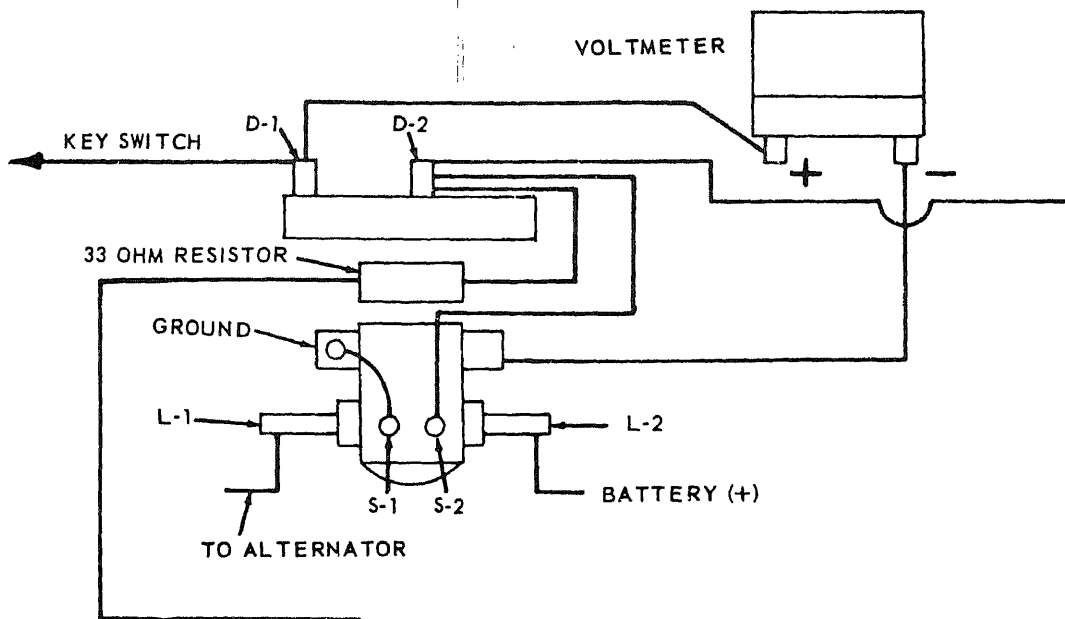 VOLTMETER
D-1
D-2
KEY SWITCH
+
-
33 OHM RESISTOR
GROUND
L-1
L-2
S-1
S-2
BATTERY (+)
TO ALTERNATOR